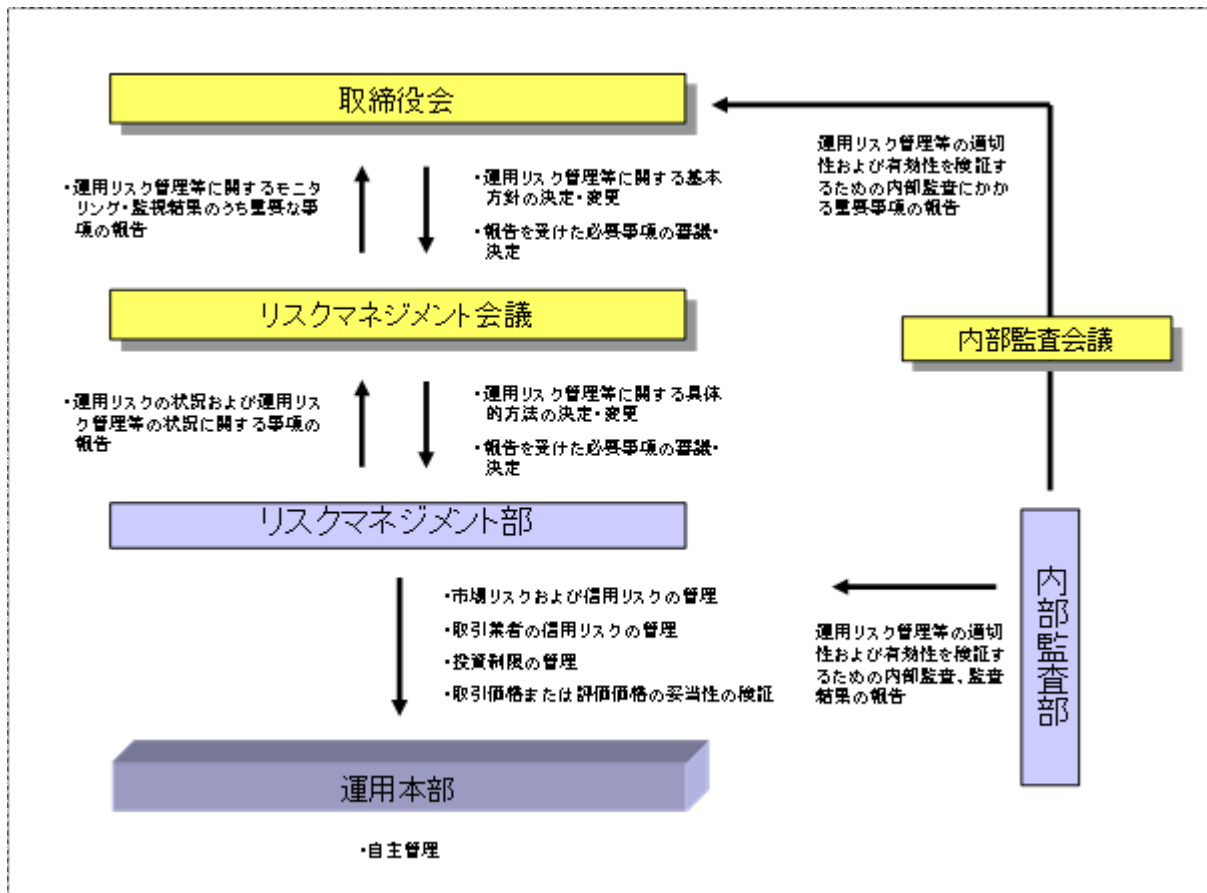 取締役会
・運用リスク管理等に関するモニ
タリング・監視結果のうち重要な事
項の報告
・運用リスク管理等に関する基本
方針の決定・変更
・報告を受けた必要事項の審議・
決定
運用リスク管理等の適切
性および有効性を検証す
るための内部監査にかか
る重要事項の報告
リスクマネジメント会議
内部監査会議
・運用リスクの状況および運用リス
ク管理等の状況に関する事項の
報告
・運用リスク管理等に関する具体
的方法の決定・変更
・報告を受けた必要事項の審議・
決定
リスクマネジメント部
内部監査部
・市場リスクおよび信用リスクの管理
・取引業者の信用リスクの管理
・投資制限の管理
・取引価格または評価価格の妥当性の検証
運用リスク管理等の適切
性および有効性を検証す
るための内部監査、監査
結果の報告
運用本部
・自主管理